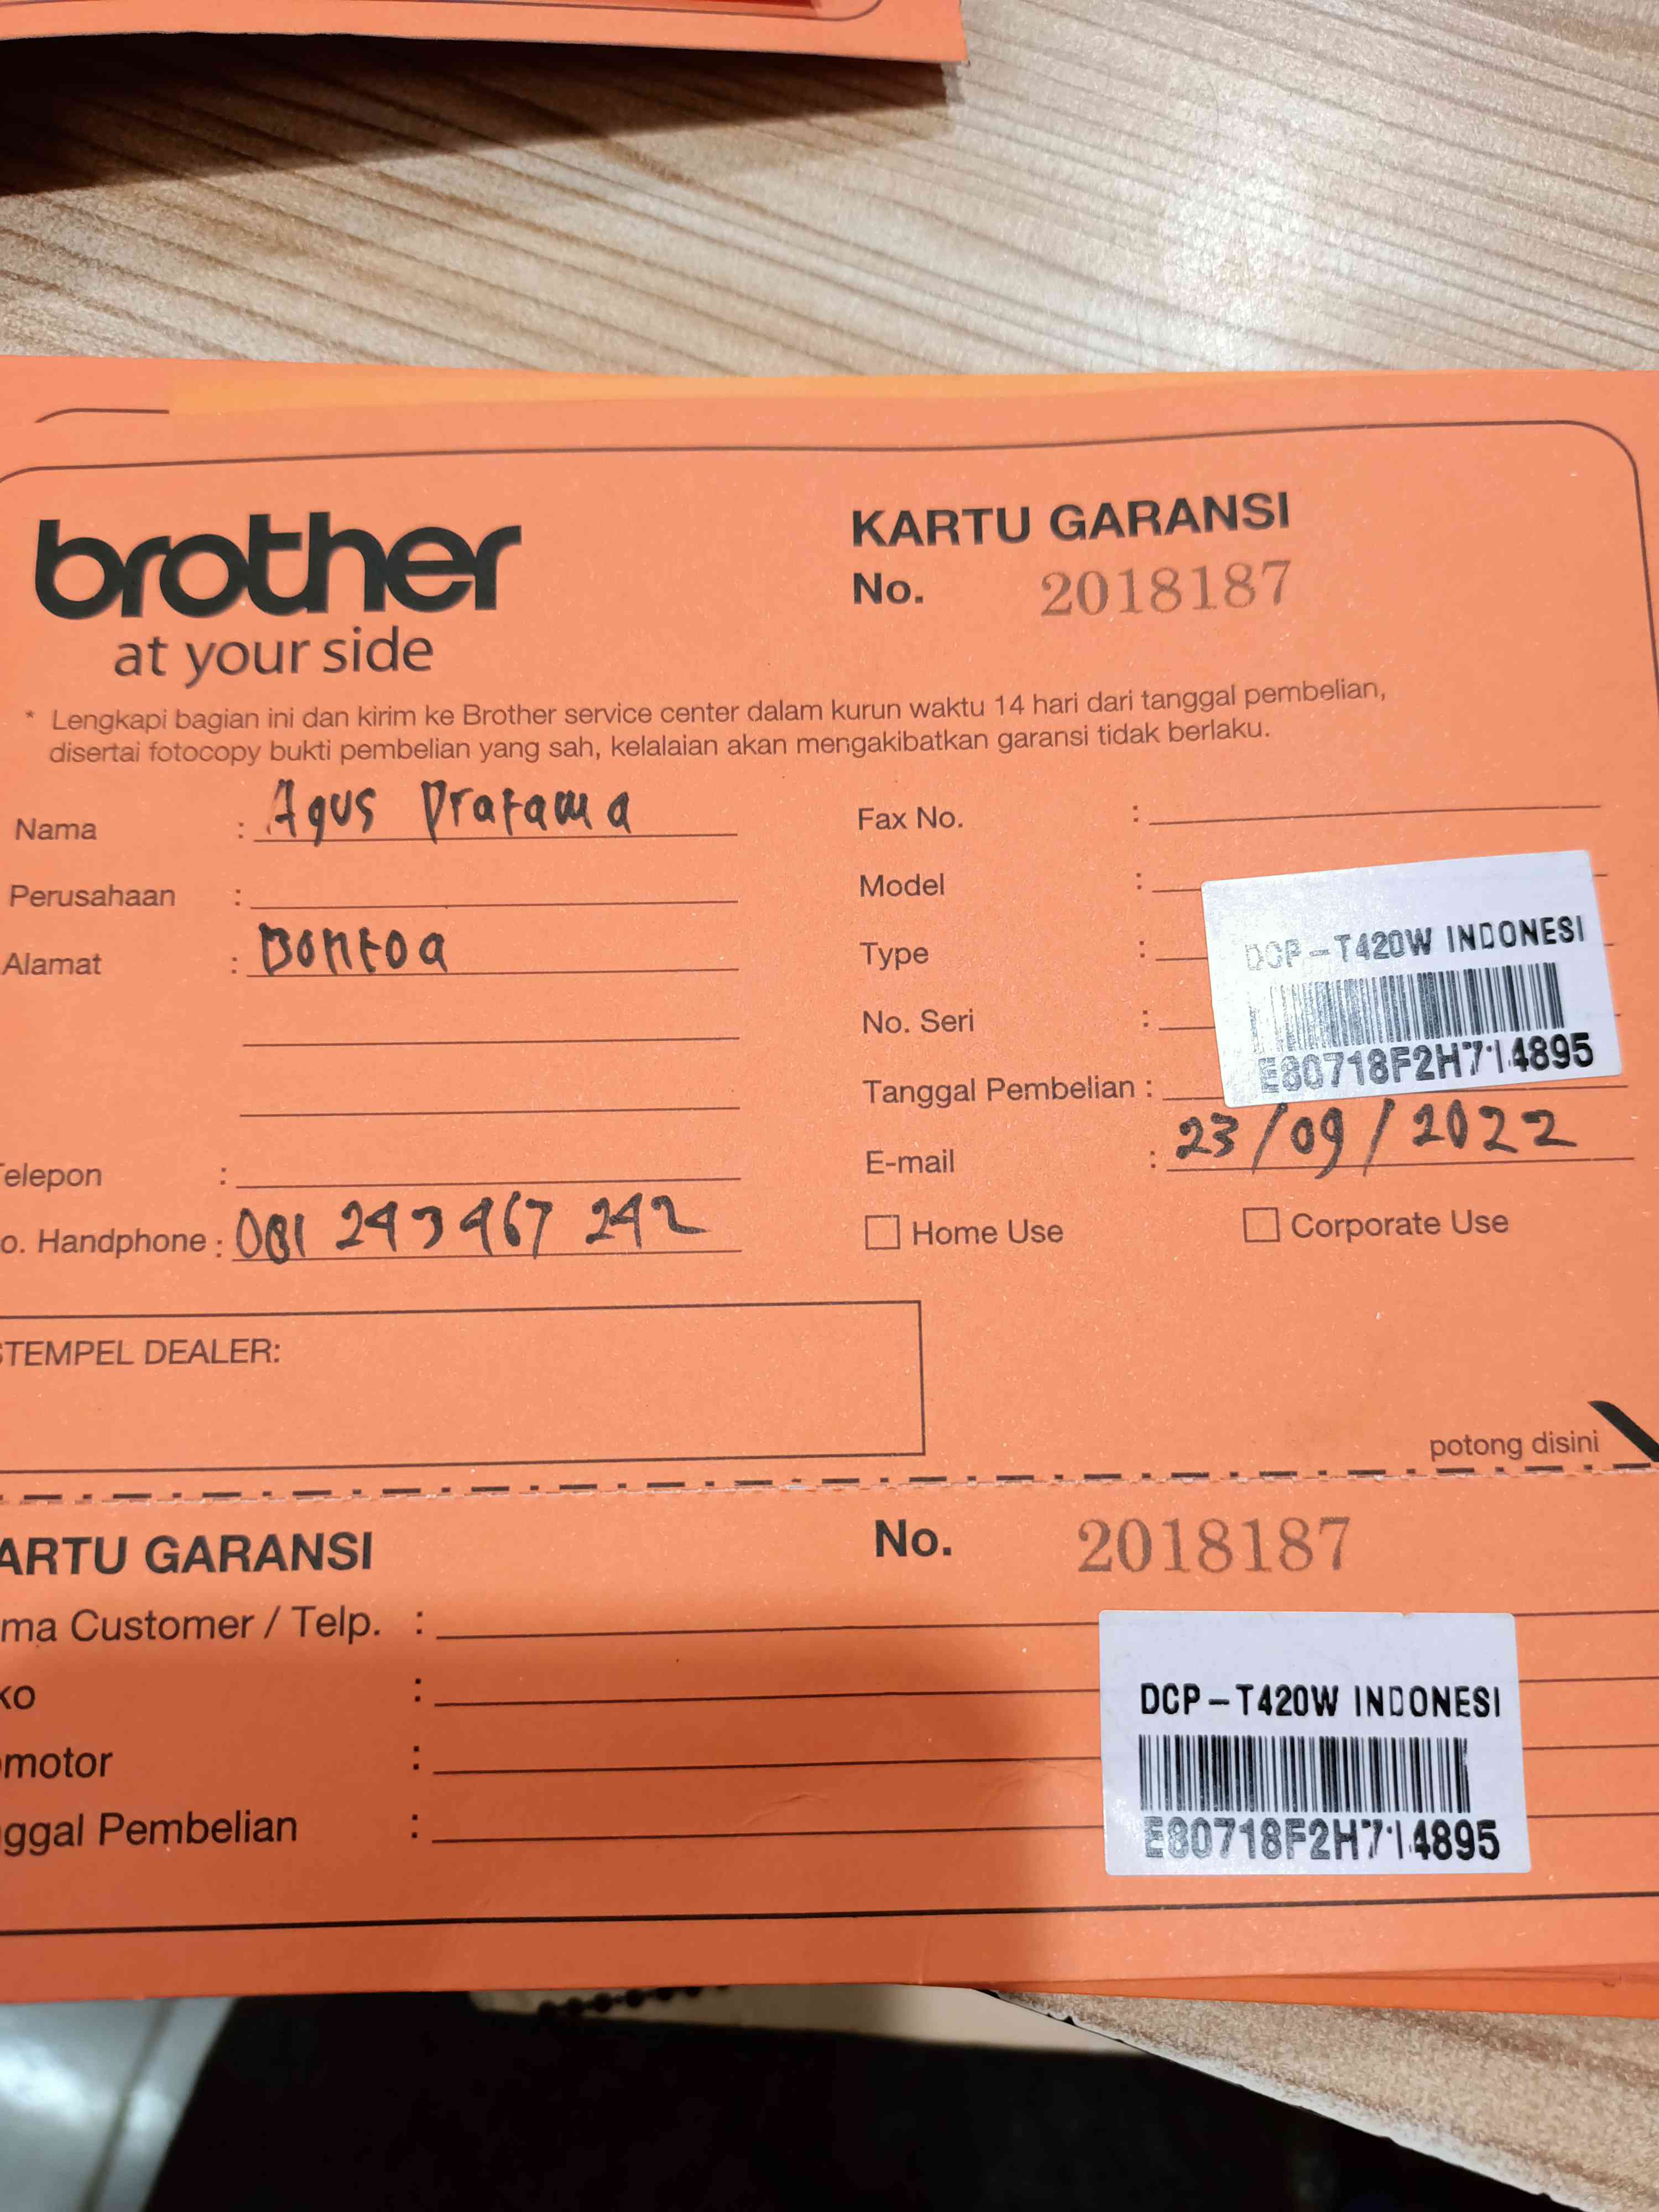 brother
at your side
KARTU GARANSI
No. 2018187
* Lengkapi bagian ini dan kirim ke Brother service center dalam kurun waktu 14 hari dari tanggal pembelian,
disertai fotocopy bukti pembelian yang sah, kelalaian akan mengakibatkan garansi tidak berlaku.
Nama : Agus Pratama
Perusahaan :
Alamat : Bontoa
elepon :
o. Handphone : 081 243 467 242
Fax No. :
Model :
Type :
No. Seri :
DCP-T420W INDONESI
E80718F2H714895
Tanggal Pembelian :
E-mail : 23/09/2022
Home Use
Corporate Use
STEMPEL DEALER:
potong disini
ARTU GARANSI
No. 2018187
ma Customer / Telp. :
ko :
omotor :
ggal Pembelian :
DCP-T420W INDONESI
E80718F2H714895